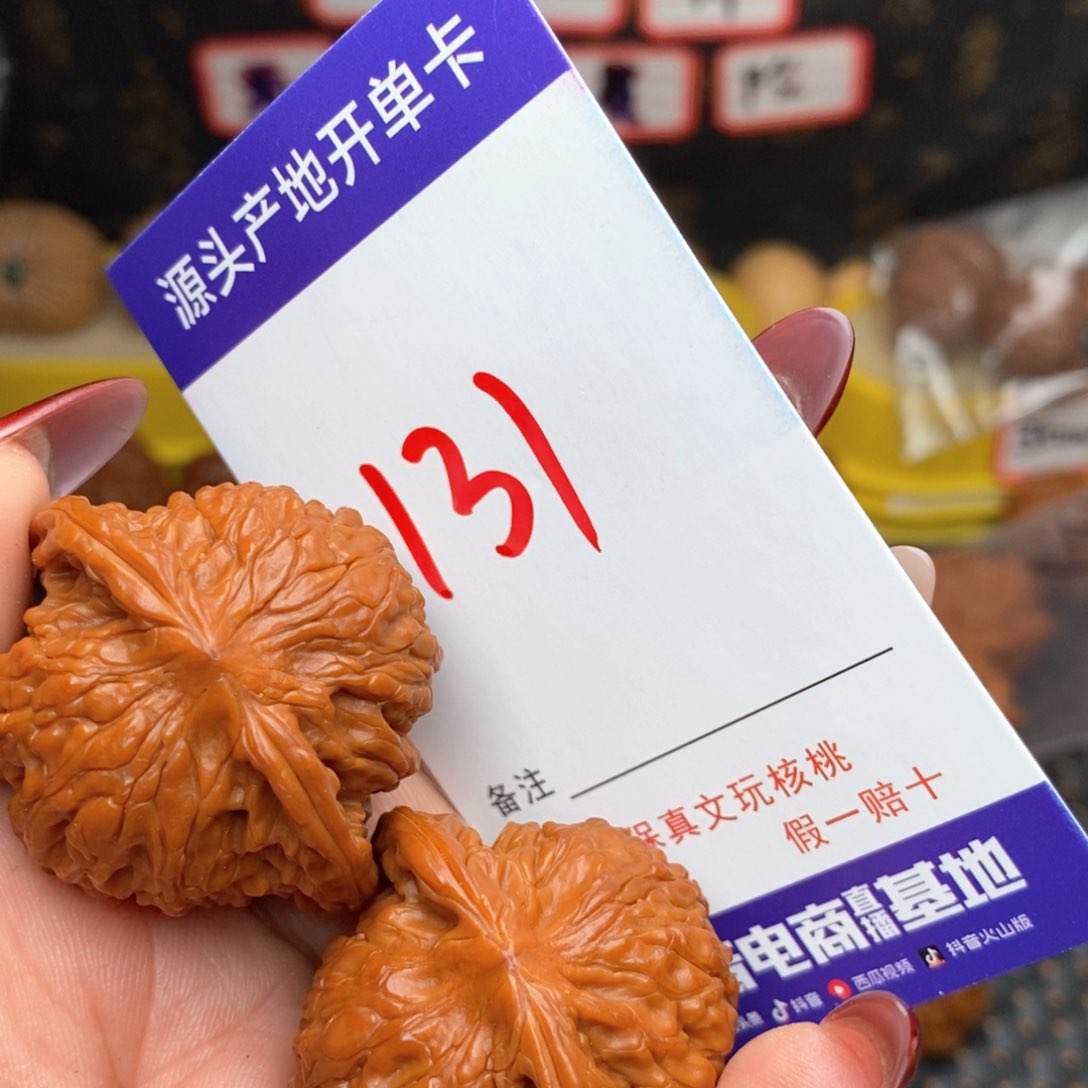 源头产地开单卡
131
备注
保真文玩核桃
假一赔十
电商直播基地
抖音 西瓜视频 抖音火山版